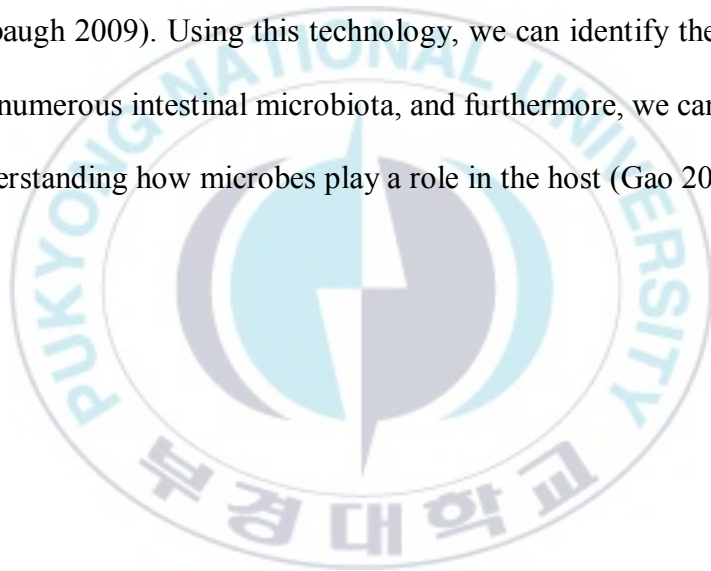 baugh 2009). Using this technology, we can identify the
numerous intestinal microbiota, and furthermore, we can
erstanding how microbes play a role in the host (Gao 20
PUKYONG NATIONAL UNIVERSITY
부경대학교